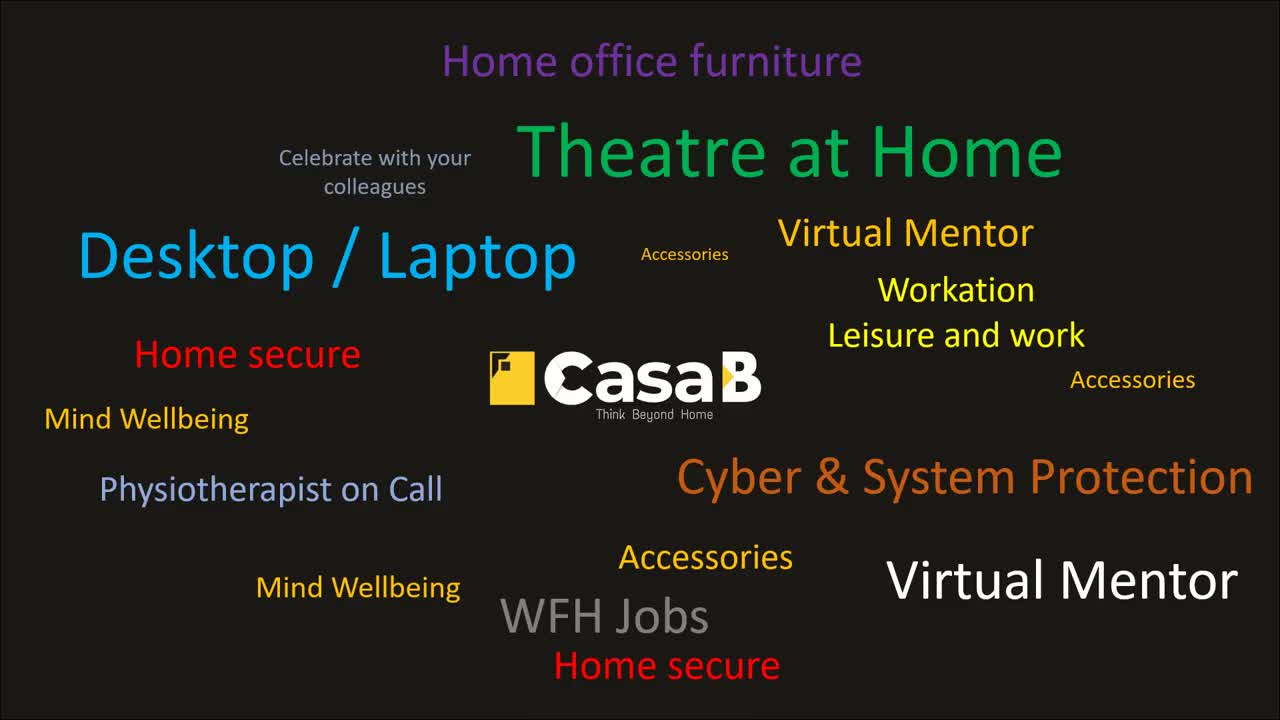 Home office furniture
Theatre at Home
Celebrate with your
colleagues
Desktop / Laptop
Accessories
Virtual Mentor
Workation
Leisure and work
Home secure
CasaB
Think Beyond Home
Accessories
Mind Wellbeing
Physiotherapist on Call
Cyber & System Protection
Accessories
Virtual Mentor
Mind Wellbeing
WFH Jobs
Home secure